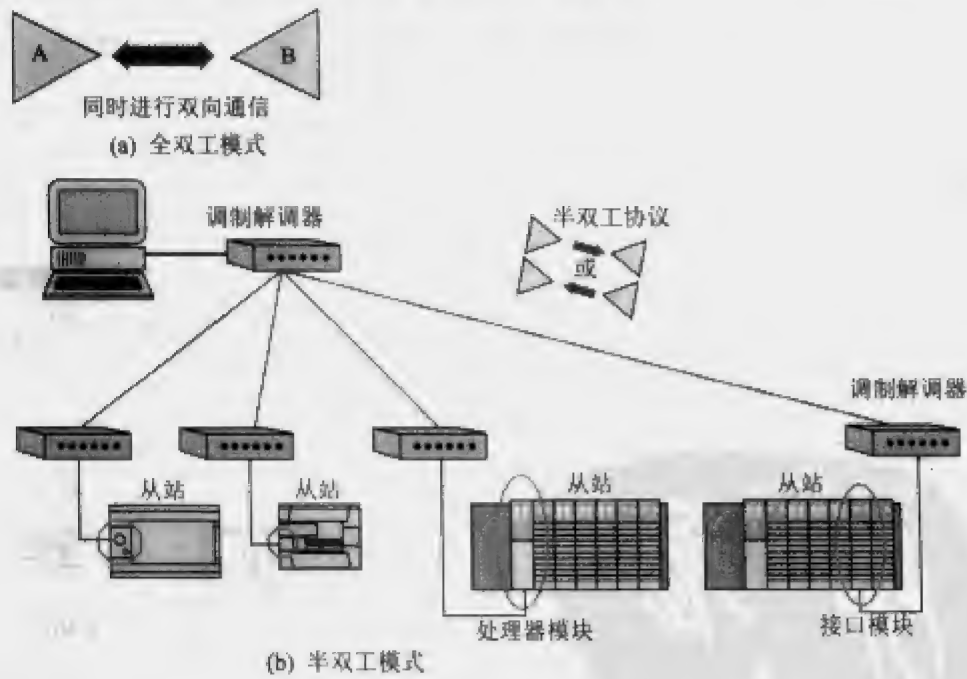 A
B
同时进行双向通信
(a) 全双工模式
调制解调器
半双工协议
或
调制解调器
从站
从站
从站
从站
处理器模块
接口模块
(b) 半双工模式